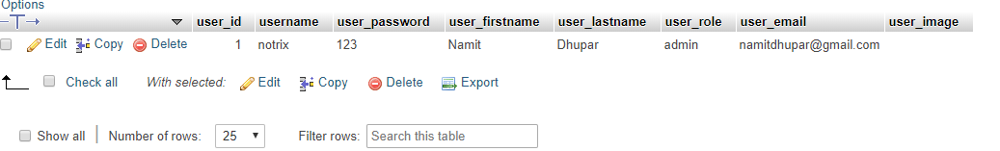 Options
user_id username user_password user_firstname user_lastname user_role user_email user_image
Edit Copy Delete 1 notrix 123 Namit Dhupar admin namitdhupar@gmail.com
Check all With selected: Edit Copy Delete Export
Show all Number of rows: 25 Filter rows: Search this table